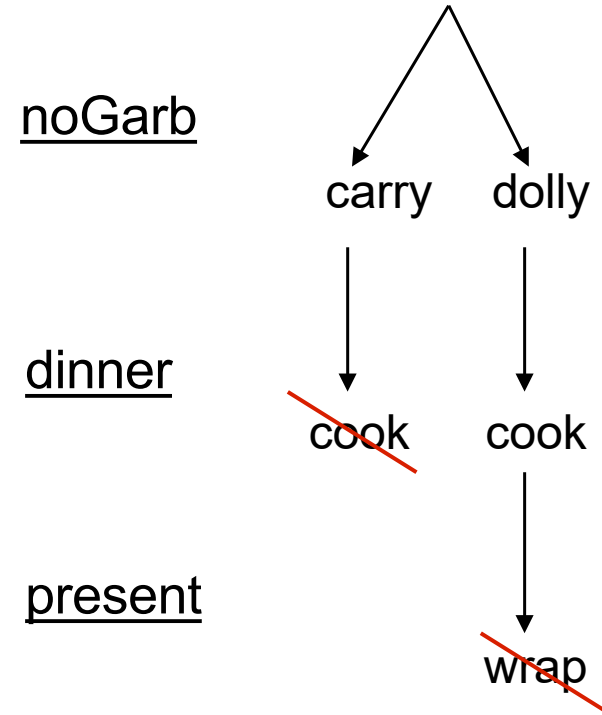 noGarb
carry dolly
dinner
cook cook
present
wrap